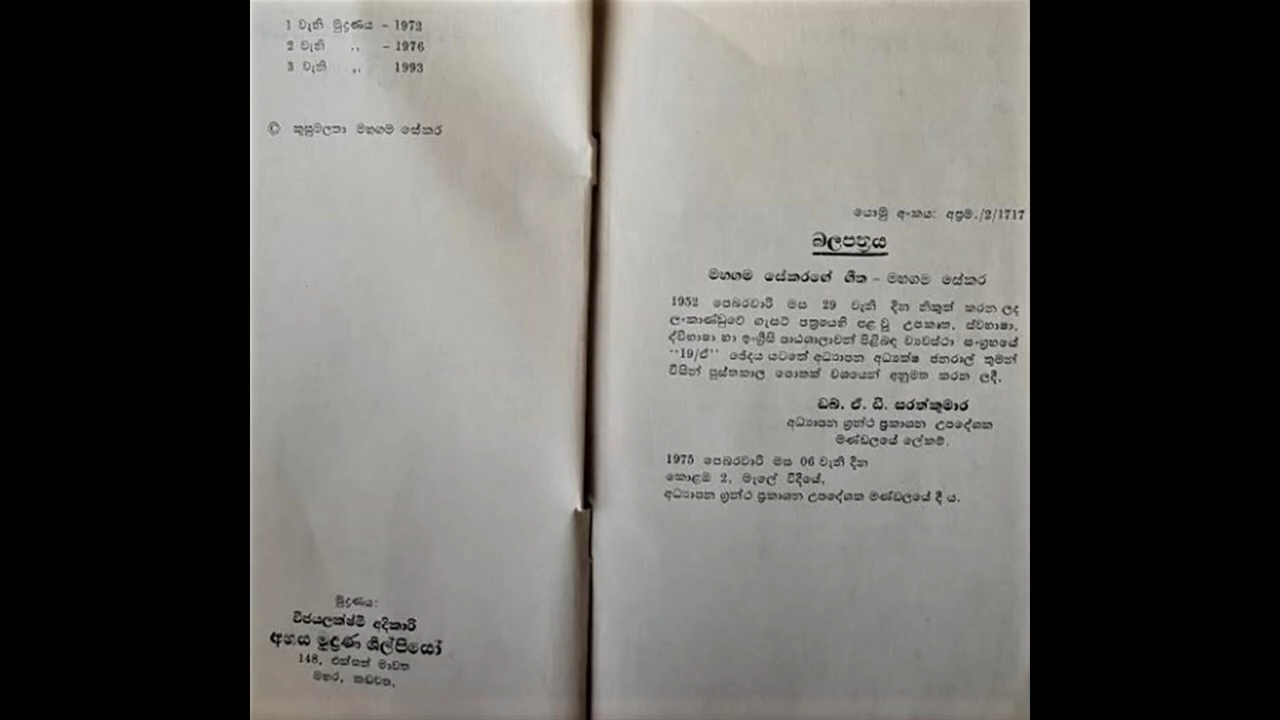 1 වැනි මුද්‍රණය – 1972
2 වැනි ,, – 1976
3 වැනි ,, 1993
© කුසුමලතා මහගම සේකර
මුද්‍රණය:
විජයලක්ෂ්මී අදිකාරී
අභය මුද්‍රණ ශිල්පියෝ
148, එක්සත් මාවත
මහර, කඩවත.
යොමු අංකය: අප්‍රම./2/1717
බලපත්‍රය
මහගම සේකරගේ ගීත – මහගම සේකර
1952 පෙබරවාරි මස 29 වැනි දින නිකුත් කරන ලද
ලංකාණ්ඩුවේ ගැසට් පත්‍රයෙහි පළ වූ උපකෘත, ස්වභාෂා,
ද්විභාෂා හා ඉංග්‍රීසි පාඨශාලාවන් පිළිබඳ ව්‍යවස්ථා සංග්‍රහයේ
''19/ඒ'' ඡේදය යටතේ අධ්‍යාපන අධ්‍යක්ෂ ජනරාල් තුමන්
විසින් පුස්තකාල පොතක් වශයෙන් අනුමත කරන ලදී.
ඩබ්. ඒ. ඩී. සරත්කුමාර
අධ්‍යාපන ග්‍රන්ථ ප්‍රකාශන උපදේශක
මණ්ඩලයේ ලේකම්.
1975 පෙබරවාරි මස 06 වැනි දින
කොළඹ 2, මැලේ වීදියේ,
අධ්‍යාපන ග්‍රන්ථ ප්‍රකාශන උපදේශක මණ්ඩලයේ දී ය.